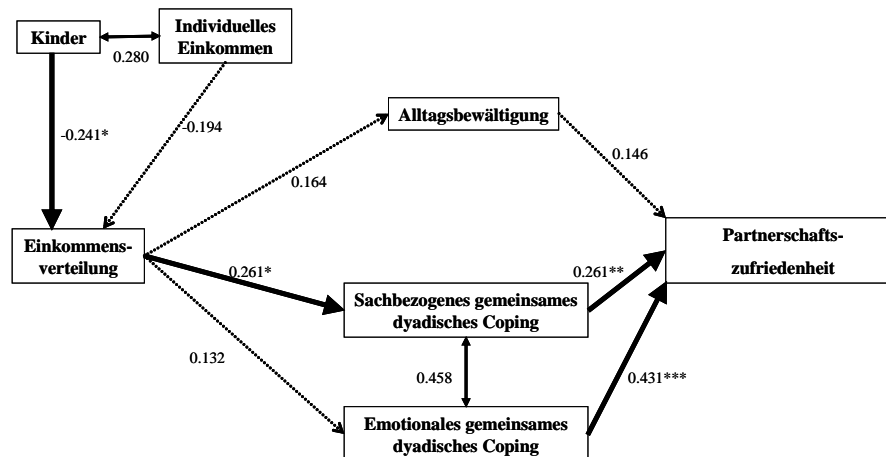 Individuelles
Einkommen
Kinder
0.280
-0.241*
-0.194
Alltagsbewältigung
0.146
0.164
Einkommens-
verteilung
Partnerschafts-
zufriedenheit
0.261*
0.261**
Sachbezogenes gemeinsames
dyadisches Coping
0.132
0.458
0.431***
Emotionales gemeinsames
dyadisches Coping